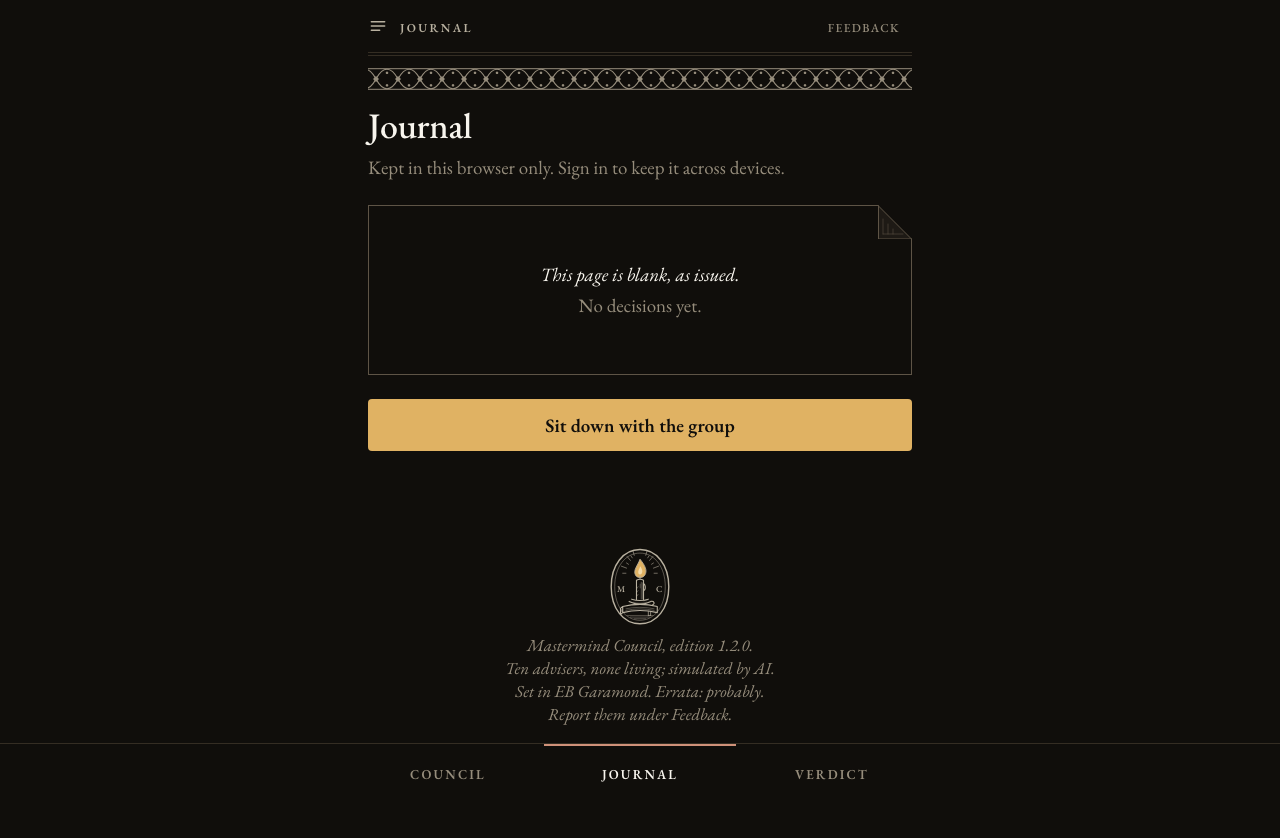 JOURNAL
FEEDBACK
Journal
Kept in this browser only. Sign in to keep it across devices.
This page is blank, as issued.
No decisions yet.
Sit down with the group
M C
Mastermind Council, edition 1.2.0.
Ten advisers, none living; simulated by AI.
Set in EB Garamond. Errata: probably.
Report them under Feedback.
COUNCIL
JOURNAL
VERDICT